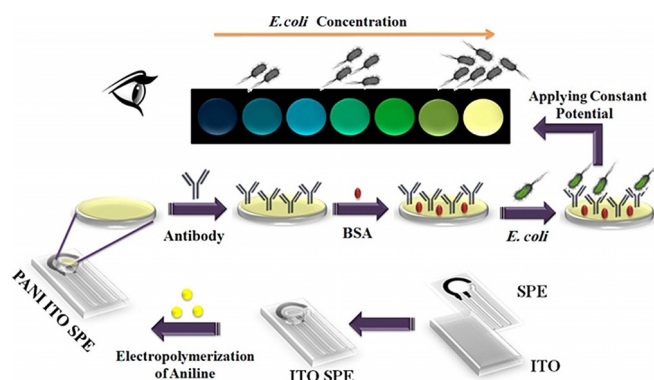 E.coli Concentration
Applying Constant
Potential
Antibody
BSA
E. coli
PANI ITO SPE
Electropolymerization
of Aniline
ITO SPE
SPE
ITO